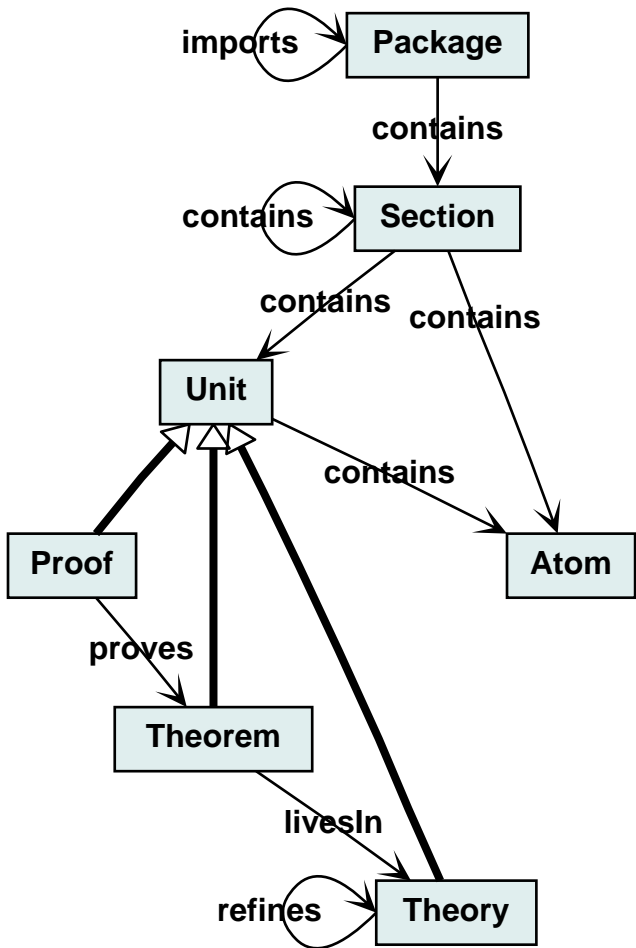 imports
Package
contains
contains
Section
contains
contains
Unit
contains
Proof
Atom
proves
Theorem
livesIn
refines
Theory